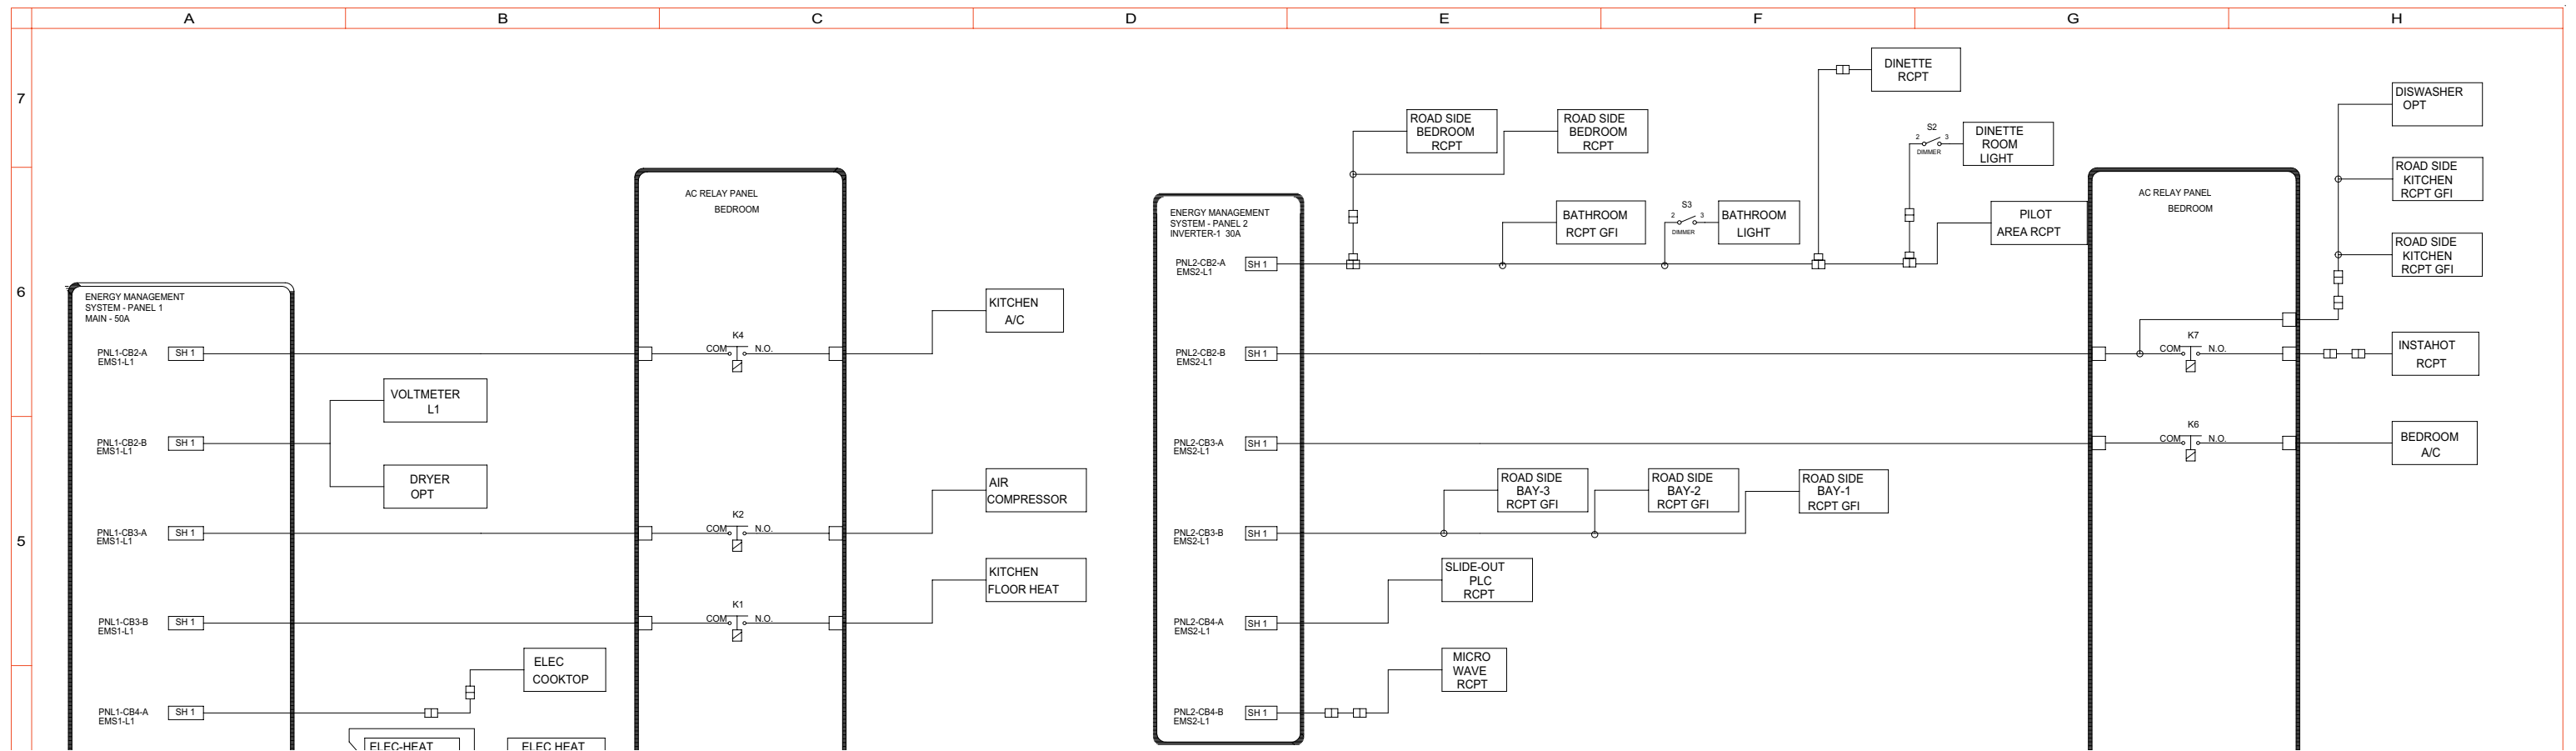 A B C D E F G H
7
6
5
ENERGY MANAGEMENT
SYSTEM - PANEL 1
MAIN - 50A
PNL1-CB2-A
EMS1-L1
SH 1
PNL1-CB2-B
EMS1-L1
SH 1
PNL1-CB3-A
EMS1-L1
SH 1
PNL1-CB3-B
EMS1-L1
SH 1
PNL1-CB4-A
EMS1-L1
SH 1
VOLTMETER
L1
DRYER
OPT
ELEC
COOKTOP
ELEC-HEAT
ELEC HEAT
AC RELAY PANEL
BEDROOM
K4
COM N.O.
K2
COM N.O.
K1
COM N.O.
KITCHEN
A/C
AIR
COMPRESSOR
KITCHEN
FLOOR HEAT
ENERGY MANAGEMENT
SYSTEM - PANEL 2
INVERTER-1 30A
PNL2-CB2-A
EMS2-L1
SH 1
PNL2-CB2-B
EMS2-L1
SH 1
PNL2-CB3-A
EMS2-L1
SH 1
PNL2-CB3-B
EMS2-L1
SH 1
PNL2-CB4-A
EMS2-L1
SH 1
PNL2-CB4-B
EMS2-L1
SH 1
ROAD SIDE
BEDROOM
RCPT
ROAD SIDE
BEDROOM
RCPT
BATHROOM
RCPT GFI
S3
2 3
DIMMER
BATHROOM
LIGHT
DINETTE
RCPT
S2
2 3
DIMMER
DINETTE
ROOM
LIGHT
PILOT
AREA RCPT
ROAD SIDE
BAY-3
RCPT GFI
ROAD SIDE
BAY-2
RCPT GFI
ROAD SIDE
BAY-1
RCPT GFI
SLIDE-OUT
PLC
RCPT
MICRO
WAVE
RCPT
AC RELAY PANEL
BEDROOM
K7
COM N.O.
K6
COM N.O.
DISWASHER
OPT
ROAD SIDE
KITCHEN
RCPT GFI
ROAD SIDE
KITCHEN
RCPT GFI
INSTAHOT
RCPT
BEDROOM
A/C